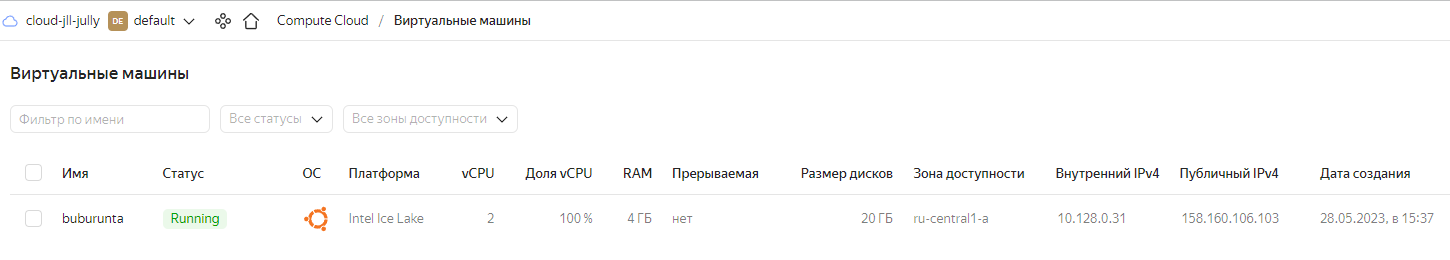 cloud-jll-jully DE default Compute Cloud / Виртуальные машины
Виртуальные машины
Фильтр по имени Все статусы Все зоны доступности
Имя Статус ОС Платформа vCPU Доля vCPU RAM Прерываемая Размер дисков Зона доступности Внутренний IPv4 Публичный IPv4 Дата создания
buburunta Running Intel Ice Lake 2 100 % 4 ГБ нет 20 ГБ ru-central1-a 10.128.0.31 158.160.106.103 28.05.2023, в 15:37